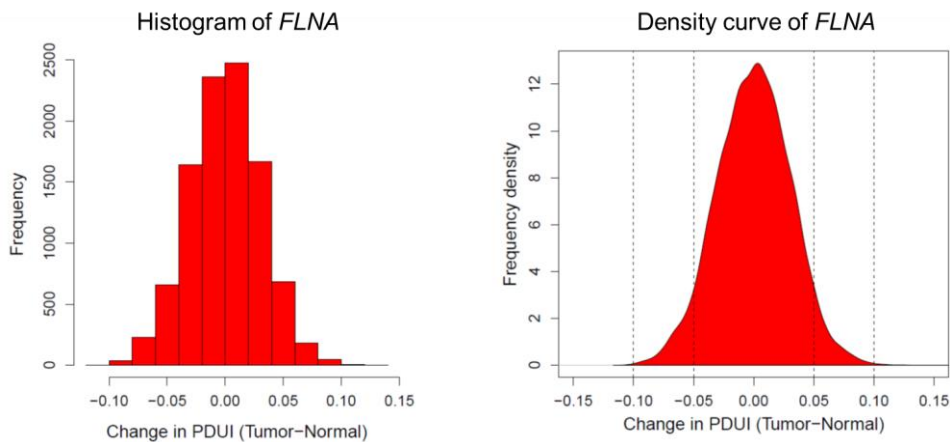 Histogram of FLNA
Frequency
2500
2000
1500
1000
500
0
−0.10 −0.05 0.00 0.05 0.10 0.15
Change in PDUI (Tumor−Normal)
Density curve of FLNA
Frequency density
12
10
8
6
4
2
0
−0.15 −0.10 −0.05 0.00 0.05 0.10 0.15
Change in PDUI (Tumor−Normal)